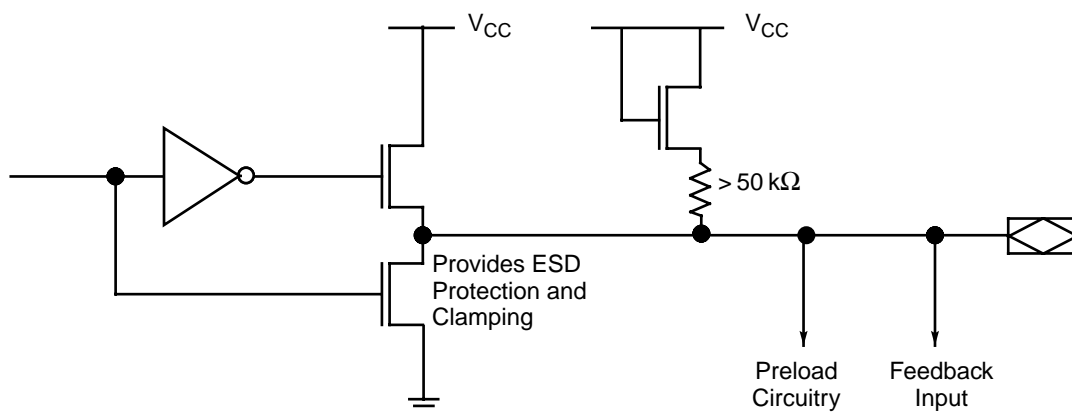 V_CC
V_CC
> 50 kΩ
Provides ESD
Protection and
Clamping
Preload
Circuitry
Feedback
Input